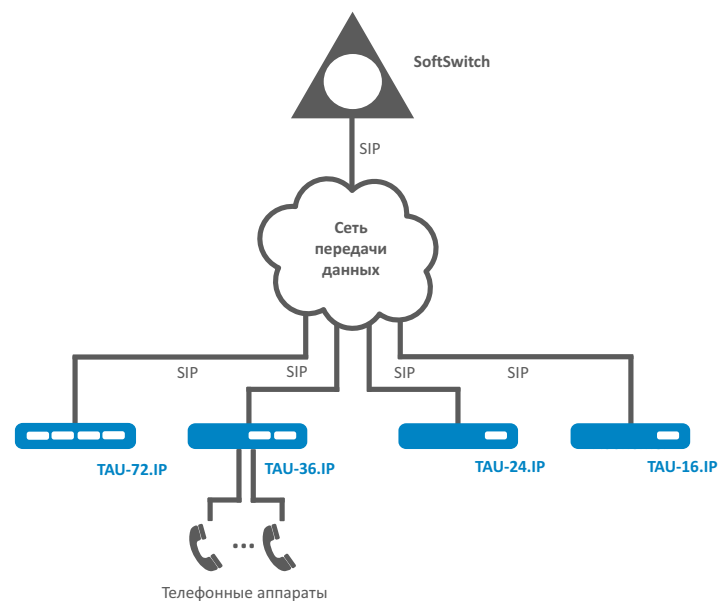 SoftSwitch
SIP
Сеть
передачи
данных
SIP
SIP
SIP
SIP
TAU-72.IP
TAU-36.IP
TAU-24.IP
TAU-16.IP
...
Телефонные аппараты